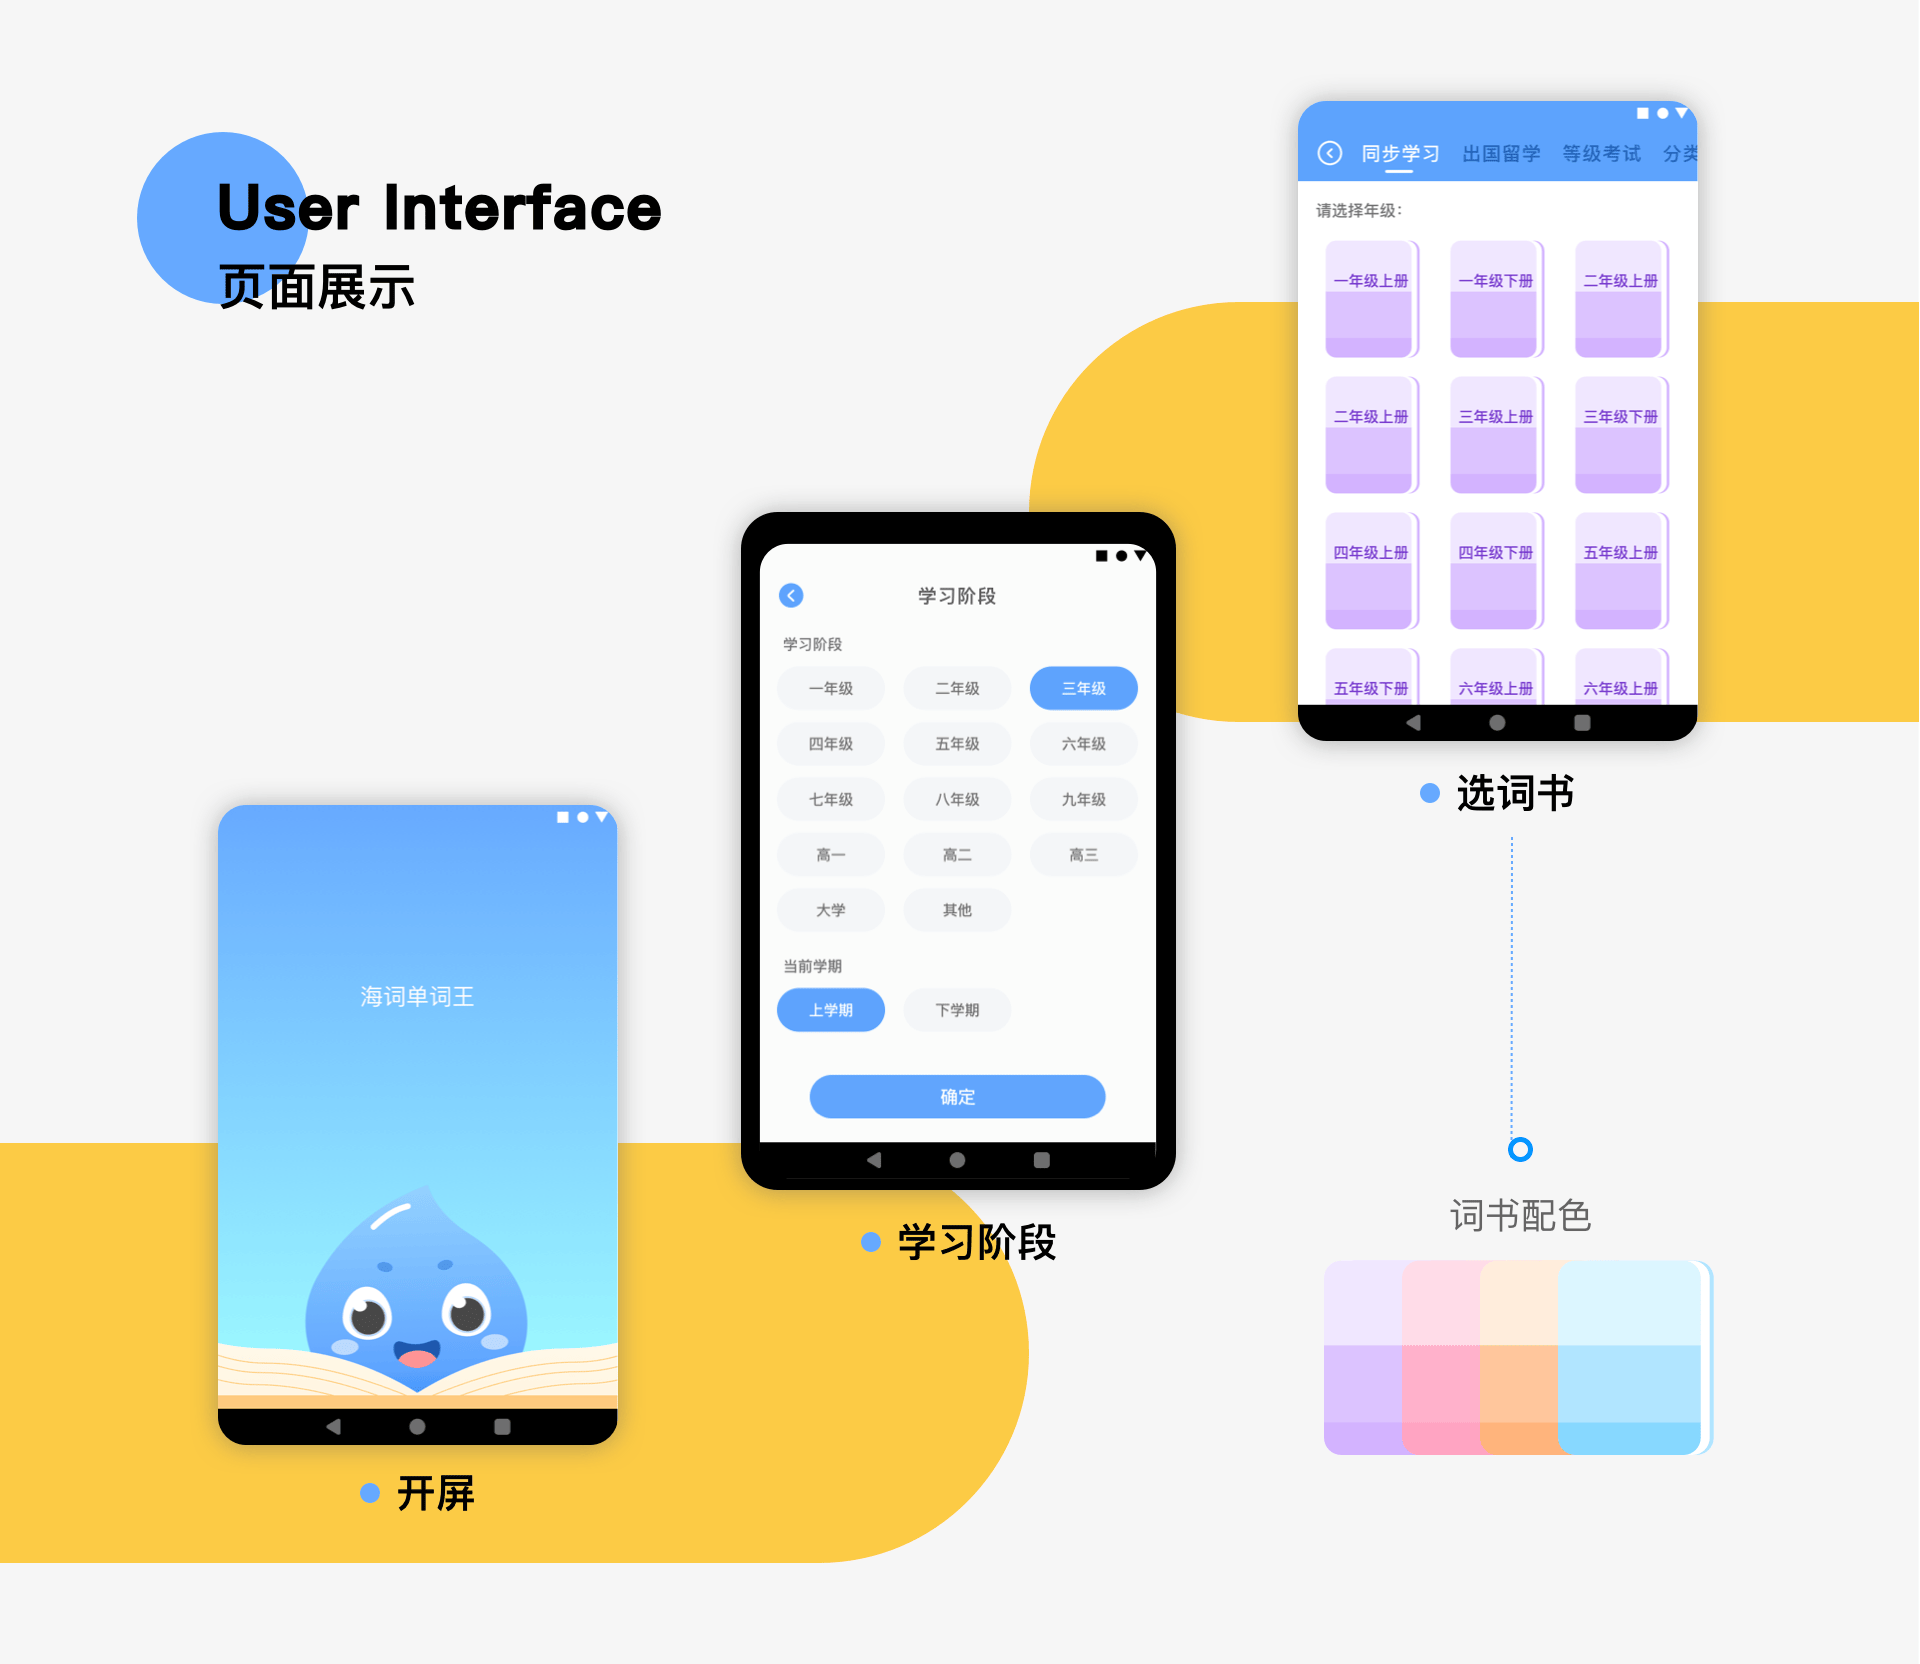 User Interface
页面展示
同步学习 出国留学 等级考试 分类
请选择年级：
一年级上册 一年级下册 二年级上册
二年级上册 三年级上册 三年级下册
四年级上册 四年级下册 五年级上册
五年级下册 六年级上册 六年级上册
选词书
词书配色
学习阶段
学习阶段
一年级 二年级 三年级
四年级 五年级 六年级
七年级 八年级 九年级
高一 高二 高三
大学 其他
当前学期
上学期 下学期
确定
学习阶段
海词单词王
开屏